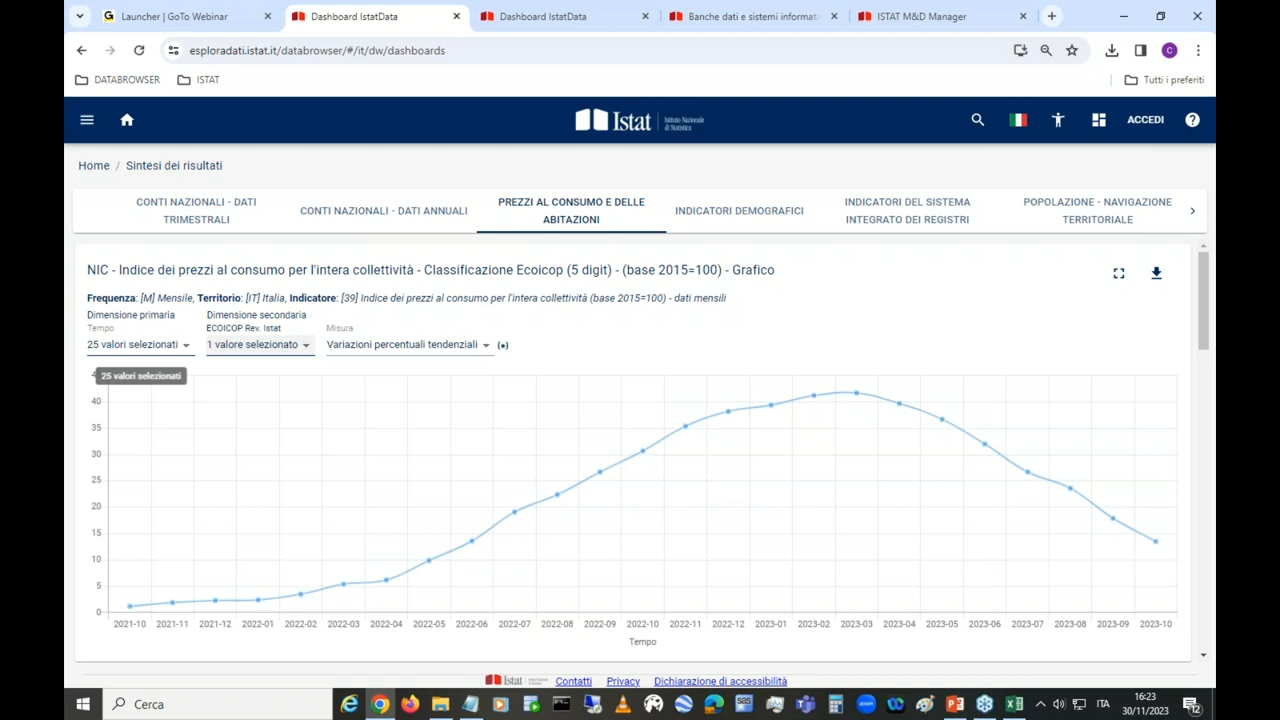 Launcher | GoTo Webinar
Dashboard IstatData
Dashboard IstatData
Banche dati e sistemi informat
ISTAT M&D Manager
esploradati.istat.it/databrowser/#/it/dw/dashboards
C
DATABROWSER
ISTAT
Tutti i preferiti
Istat
Istituto Nazionale
di Statistica
ACCEDI
Home / Sintesi dei risultati
CONTI NAZIONALI - DATI
TRIMESTRALI
CONTI NAZIONALI - DATI ANNUALI
PREZZI AL CONSUMO E DELLE
ABITAZIONI
INDICATORI DEMOGRAFICI
INDICATORI DEL SISTEMA
INTEGRATO DEI REGISTRI
POPOLAZIONE - NAVIGAZIONE
TERRITORIALE
NIC - Indice dei prezzi al consumo per l'intera collettività - Classificazione Ecoicop (5 digit) - (base 2015=100) - Grafico
Frequenza: [M] Mensile, Territorio: [IT] Italia, Indicatore: [39] Indice dei prezzi al consumo per l'intera collettività (base 2015=100) - dati mensili
Dimensione primaria
Dimensione secondaria
Tempo
ECOICOP Rev. Istat
Misura
25 valori selezionati
1 valore selezionato
Variazioni percentuali tendenziali
25 valori selezionati
40
35
30
25
20
15
10
5
0
2021-10 2021-11 2021-12 2022-01 2022-02 2022-03 2022-04 2022-05 2022-06 2022-07 2022-08 2022-09 2022-10 2022-11 2022-12 2023-01 2023-02 2023-03 2023-04 2023-05 2023-06 2023-07 2023-08 2023-09 2023-10
Tempo
Istat
Contatti
Privacy
Dichiarazione di accessibilità
Cerca
ITA
16:23
30/11/2023